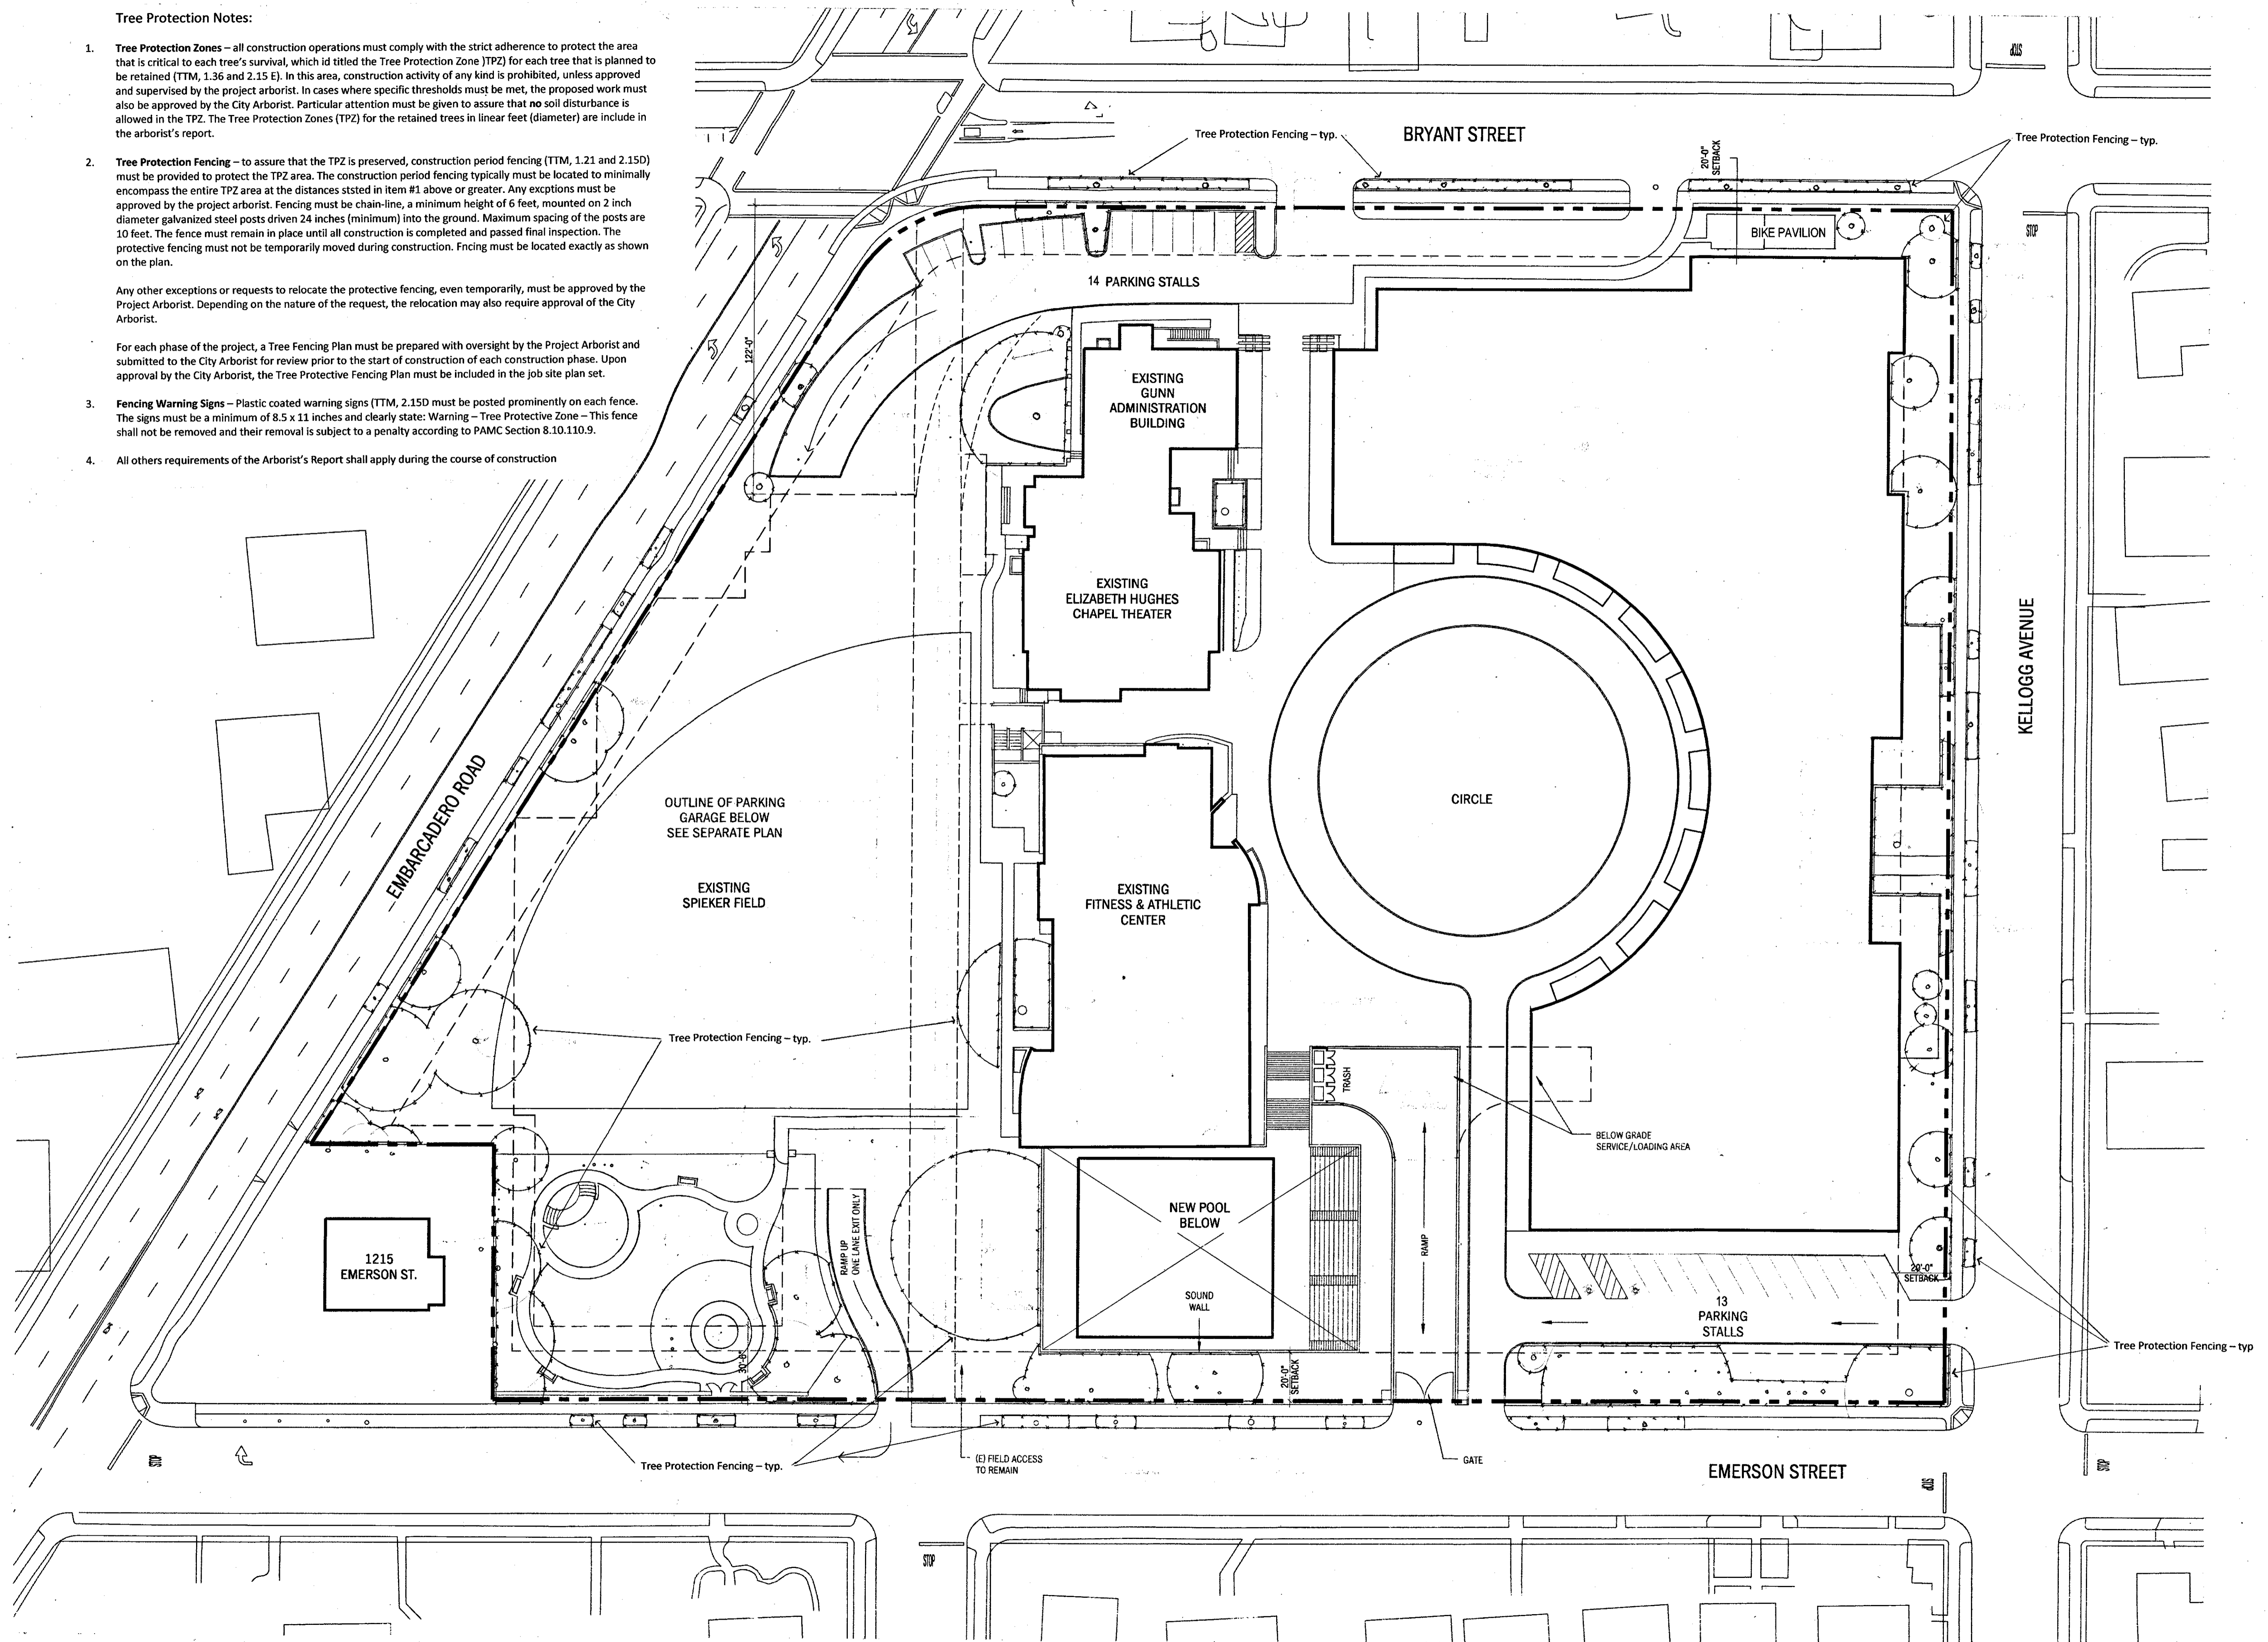 Tree Protection Notes:
1. Tree Protection Zones – all construction operations must comply with the strict adherence to protect the area
that is critical to each tree's survival, which id titled the Tree Protection Zone )TPZ) for each tree that is planned to
be retained (TTM, 1.36 and 2.15 E). In this area, construction activity of any kind is prohibited, unless approved
and supervised by the project arborist. In cases where specific thresholds must be met, the proposed work must
also be approved by the City Arborist. Particular attention must be given to assure that no soil disturbance is
allowed in the TPZ. The Tree Protection Zones (TPZ) for the retained trees in linear feet (diameter) are include in
the arborist's report.
2. Tree Protection Fencing – to assure that the TPZ is preserved, construction period fencing (TTM, 1.21 and 2.15D)
must be provided to protect the TPZ area. The construction period fencing typically must be located to minimally
encompass the entire TPZ area at the distances ststed in item #1 above or greater. Any excptions must be
approved by the project arborist. Fencing must be chain-line, a minimum height of 6 feet, mounted on 2 inch
diameter galvanized steel posts driven 24 inches (minimum) into the ground. Maximum spacing of the posts are
10 feet. The fence must remain in place until all construction is completed and passed final inspection. The
protective fencing must not be temporarily moved during construction. Fncing must be located exactly as shown
on the plan.
Any other exceptions or requests to relocate the protective fencing, even temporarily, must be approved by the
Project Arborist. Depending on the nature of the request, the relocation may also require approval of the City
Arborist.
For each phase of the project, a Tree Fencing Plan must be prepared with oversight by the Project Arborist and
submitted to the City Arborist for review prior to the start of construction of each construction phase. Upon
approval by the City Arborist, the Tree Protective Fencing Plan must be included in the job site plan set.
3. Fencing Warning Signs – Plastic coated warning signs (TTM, 2.15D must be posted prominently on each fence.
The signs must be a minimum of 8.5 x 11 inches and clearly state: Warning – Tree Protective Zone – This fence
shall not be removed and their removal is subject to a penalty according to PAMC Section 8.10.110.9.
4. All others requirements of the Arborist's Report shall apply during the course of construction
STOP
Tree Protection Fencing – typ.
BRYANT STREET
Tree Protection Fencing – typ.
20'-0"
SETBACK
STOP
BIKE PAVILION
14 PARKING STALLS
122'-0"
EXISTING
GUNN
ADMINISTRATION
BUILDING
EXISTING
ELIZABETH HUGHES
CHAPEL THEATER
KELLOGG AVENUE
EMBARCADERO ROAD
OUTLINE OF PARKING
GARAGE BELOW
SEE SEPARATE PLAN
EXISTING
SPIEKER FIELD
CIRCLE
EXISTING
FITNESS & ATHLETIC
CENTER
Tree Protection Fencing – typ.
TRASH
BELOW GRADE
SERVICE/LOADING AREA
NEW POOL
BELOW
RAMP UP
ONE LANE EXIT ONLY
RAMP
1215
EMERSON ST.
SOUND
WALL
20'-0"
SETBACK
13
PARKING
STALLS
Tree Protection Fencing – typ
30'-6"
20'-0"
SETBACK
STOP
Tree Protection Fencing – typ.
(E) FIELD ACCESS
TO REMAIN
GATE
EMERSON STREET
STOP
STOP
STOP